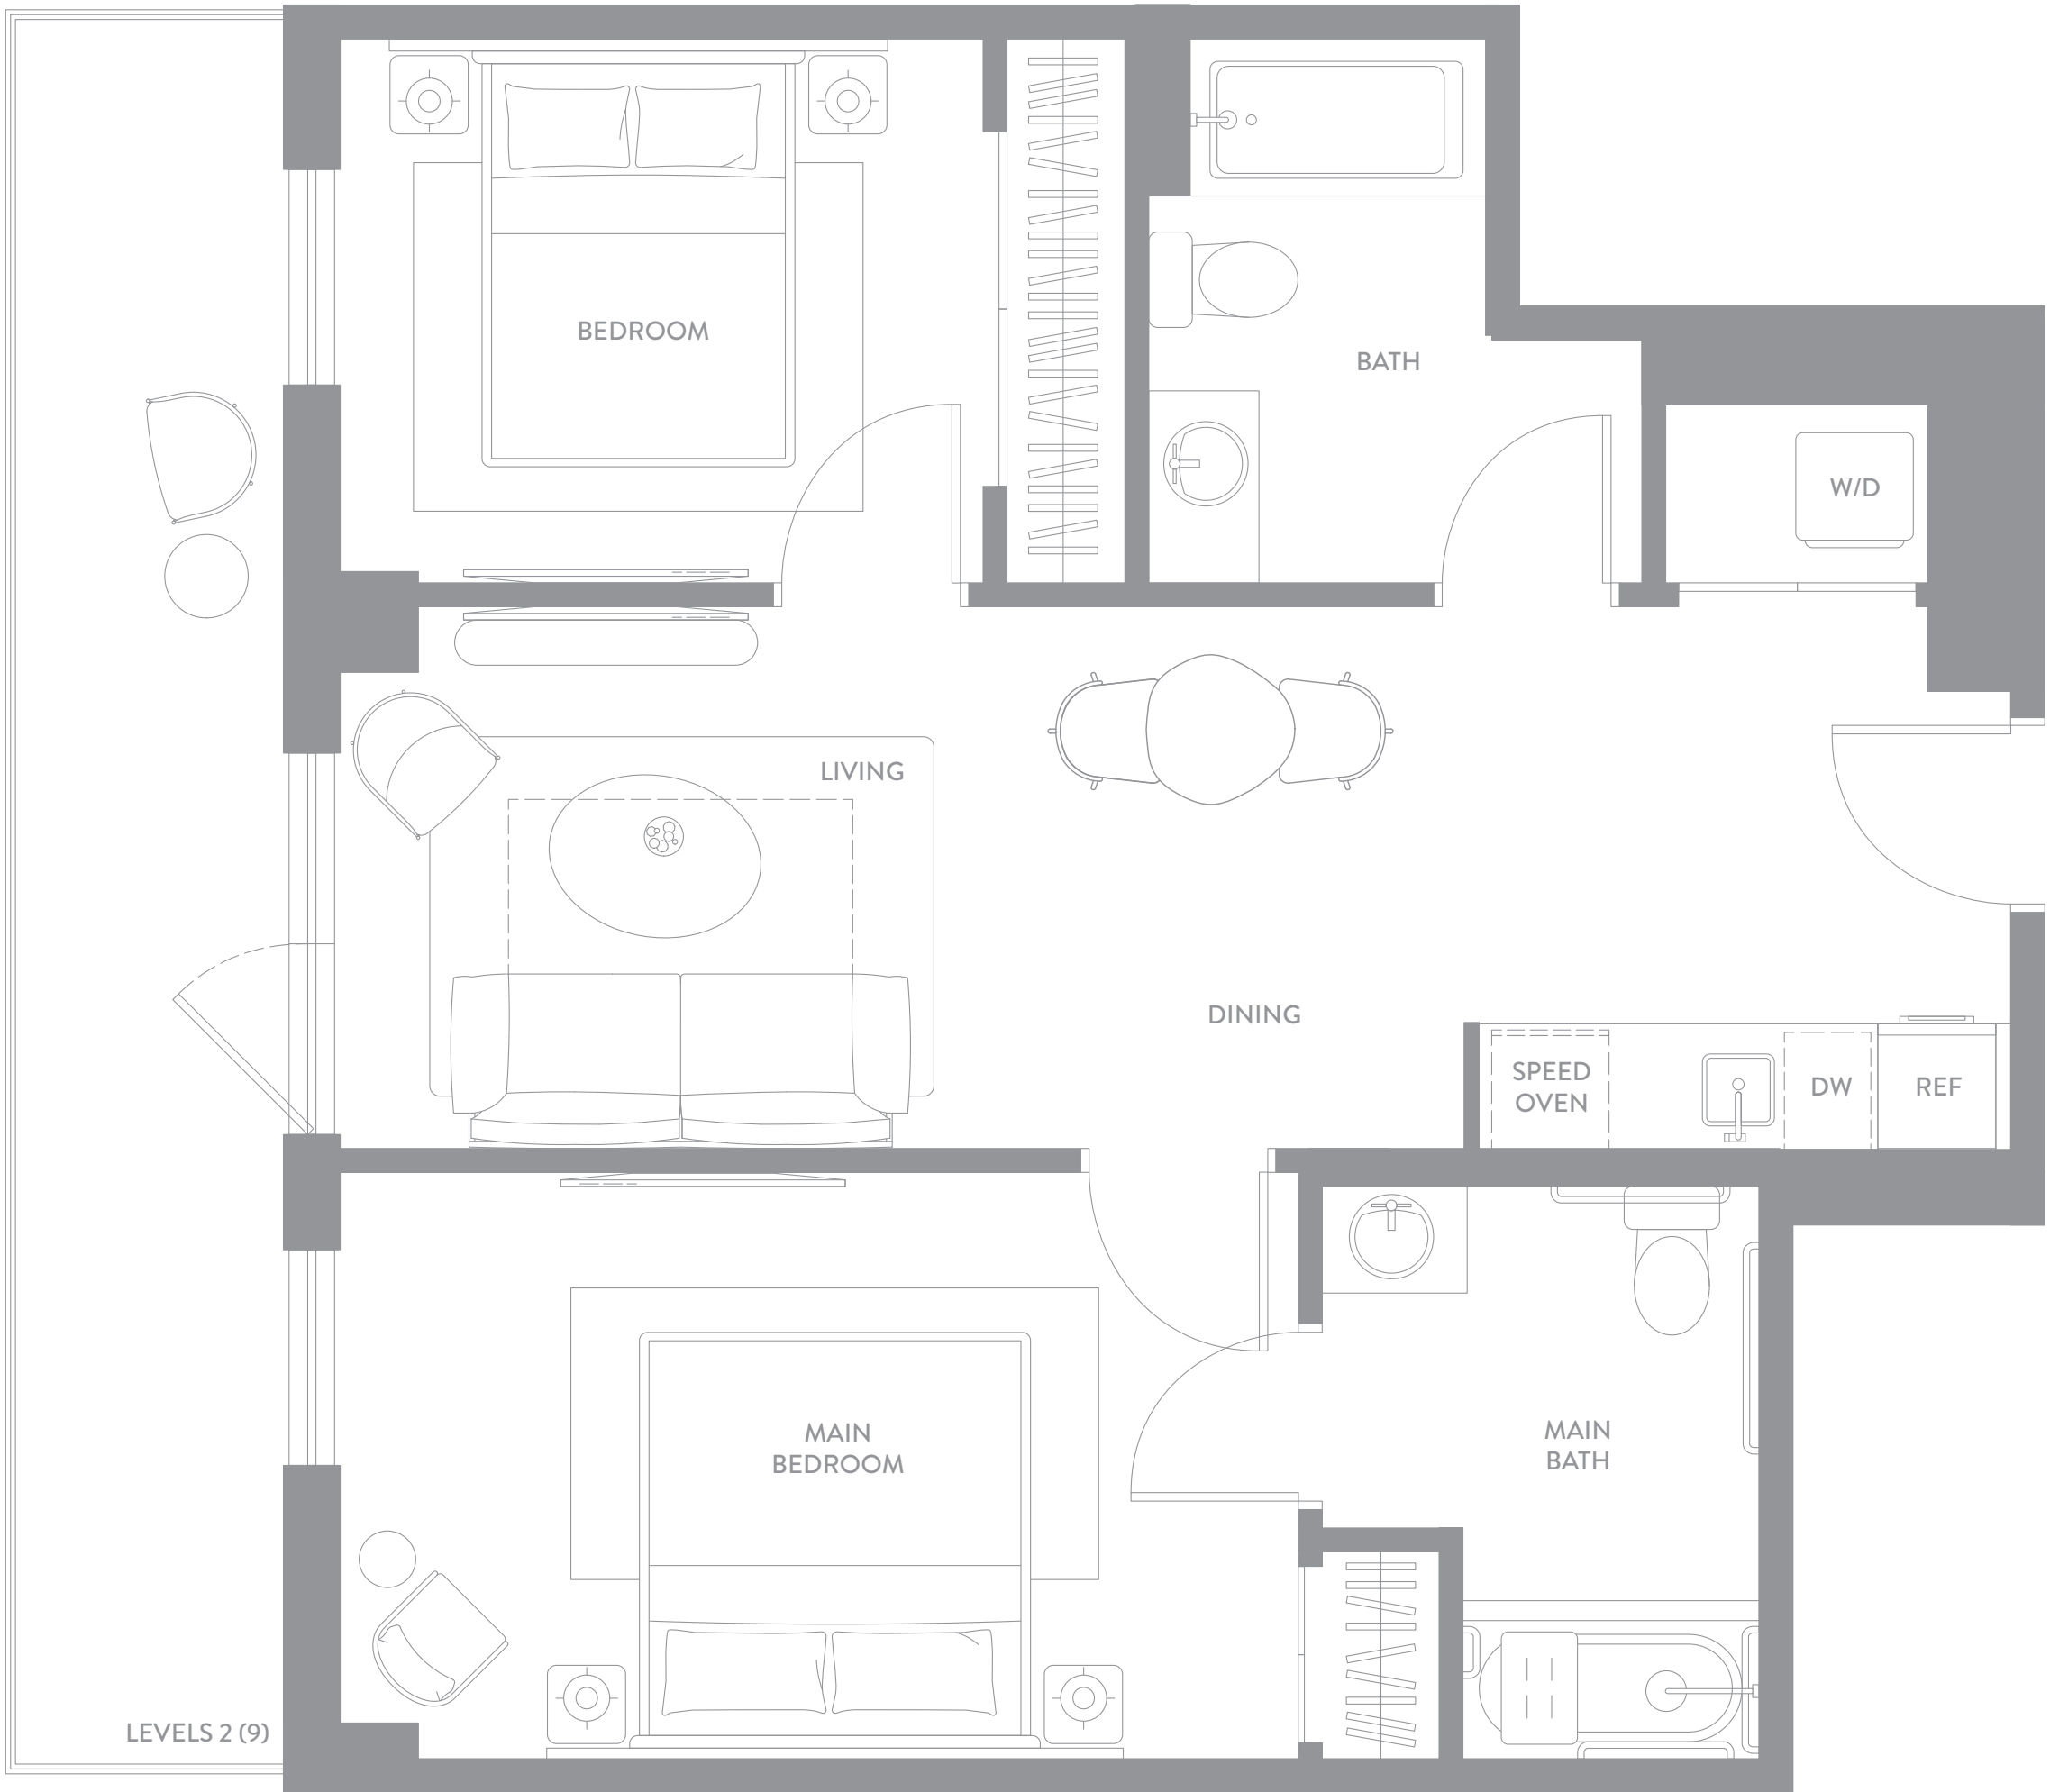 BEDROOM
BATH
W/D
LIVING
DINING
SPEED
OVEN
DW
REF
MAIN
BEDROOM
MAIN
BATH
LEVELS 2 (9)